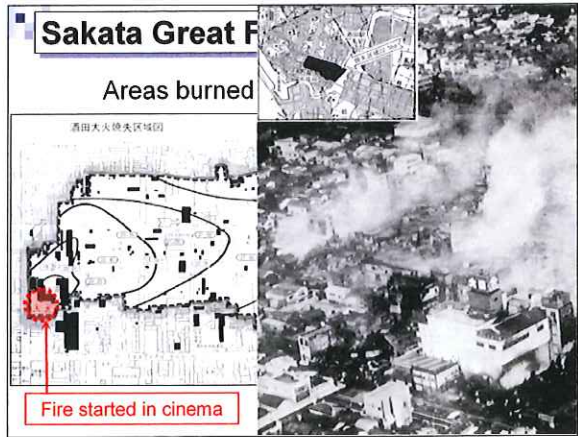 Sakata Great F
Areas burned
酒田大火焼失区域図
Fire started in cinema